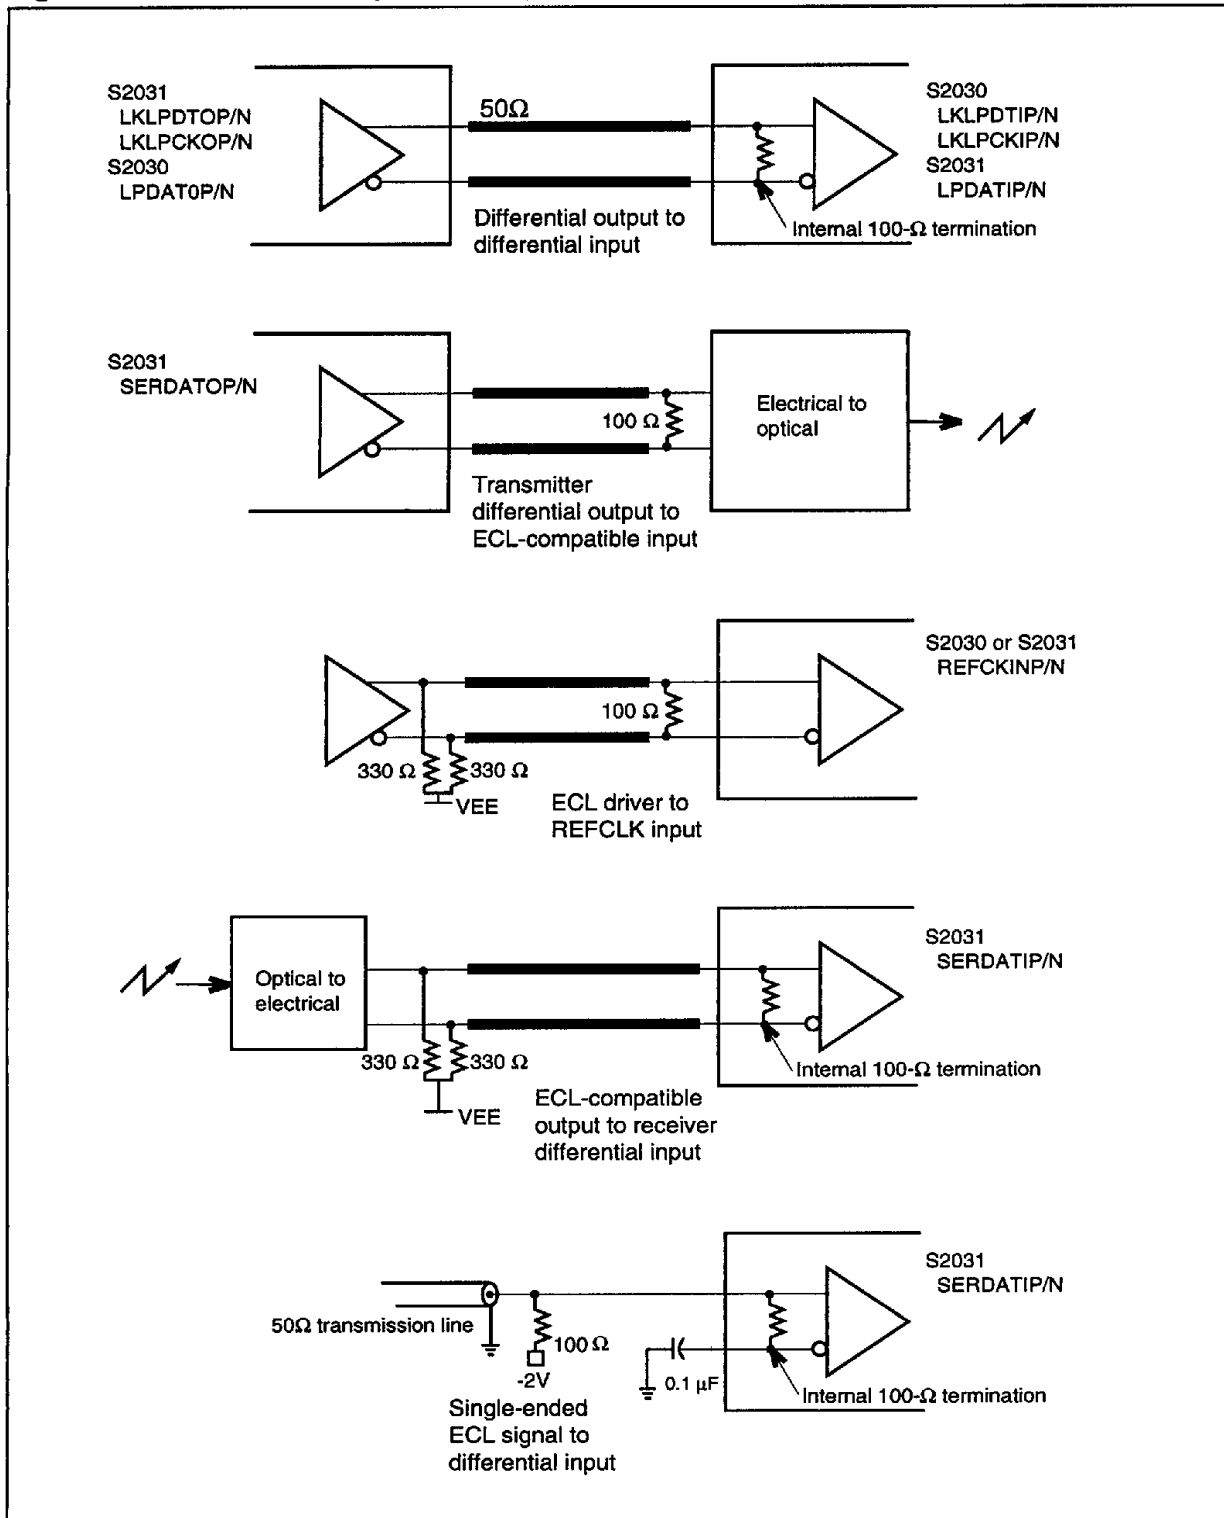 S2031
LKLPDTOP/N
LKLPCKOP/N
S2030
LPDAT0P/N
50Ω
Differential output to
differential input
S2030
LKLPDTIP/N
LKLPCKIP/N
S2031
LPDATIP/N
Internal 100-Ω termination
S2031
SERDATOP/N
100 Ω
Transmitter
differential output to
ECL-compatible input
Electrical to
optical
330 Ω
330 Ω
VEE
100 Ω
ECL driver to
REFCLK input
S2030 or S2031
REFCKINP/N
Optical to
electrical
330 Ω
330 Ω
VEE
ECL-compatible
output to receiver
differential input
S2031
SERDATIP/N
Internal 100-Ω termination
50Ω transmission line
100 Ω
-2V
Single-ended
ECL signal to
differential input
0.1 µF
S2031
SERDATIP/N
Internal 100-Ω termination